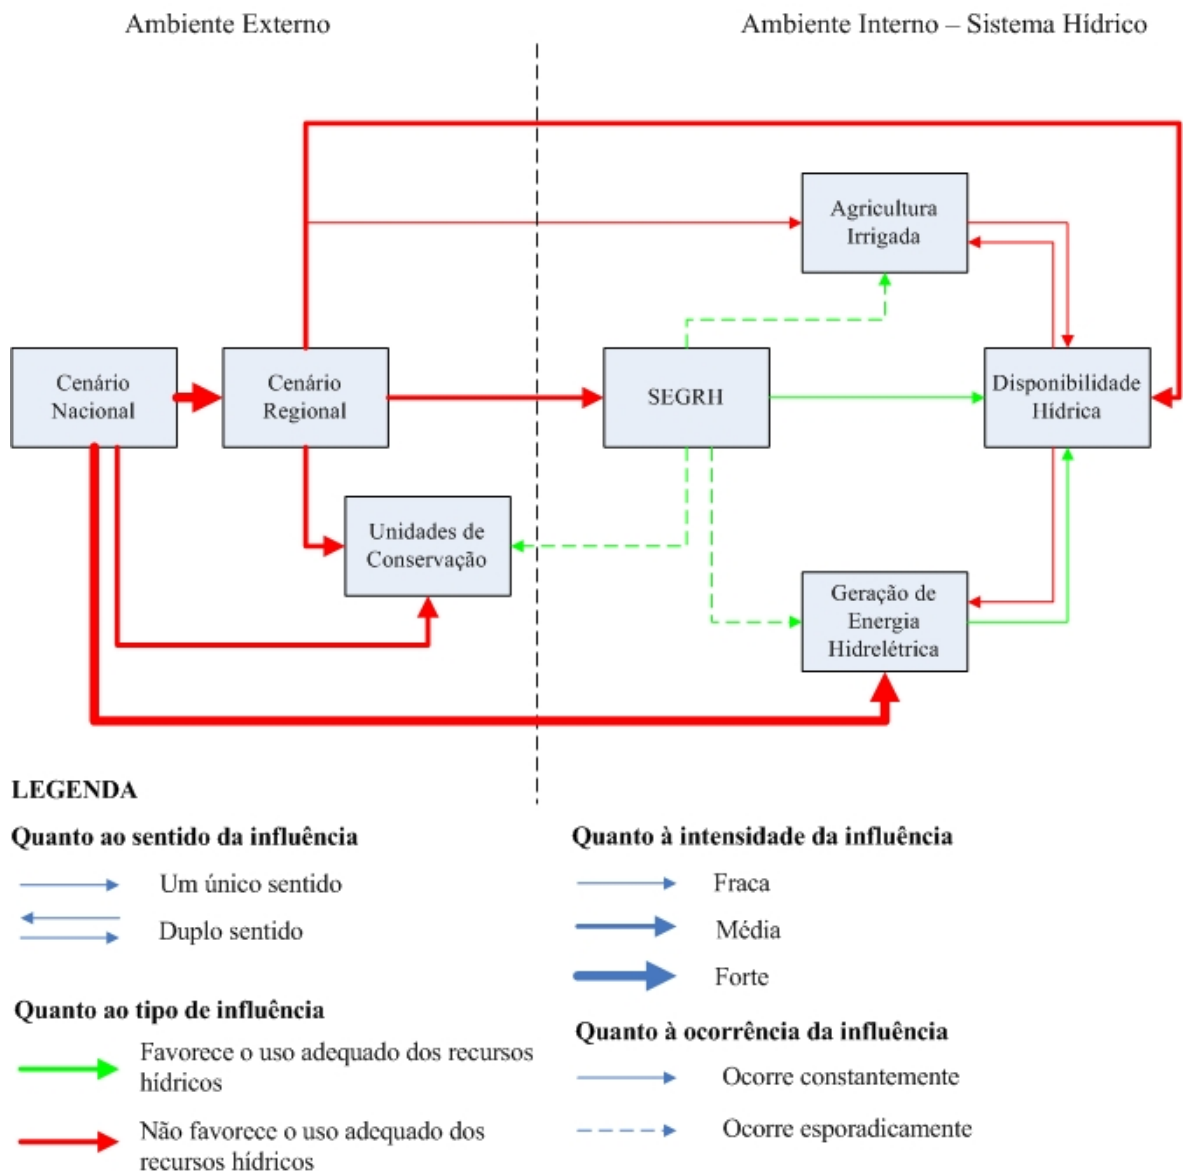 Ambiente Externo
Ambiente Interno – Sistema Hídrico
Agricultura
Irrigada
Cenário
Nacional
Cenário
Regional
SEGRH
Disponibilidade
Hídrica
Unidades de
Conservação
Geração de
Energia
Hidrelétrica
LEGENDA
Quanto ao sentido da influência
Um único sentido
Duplo sentido
Quanto ao tipo de influência
Favorece o uso adequado dos recursos
hídricos
Não favorece o uso adequado dos
recursos hídricos
Quanto à intensidade da influência
Fraca
Média
Forte
Quanto à ocorrência da influência
Ocorre constantemente
Ocorre esporadicamente